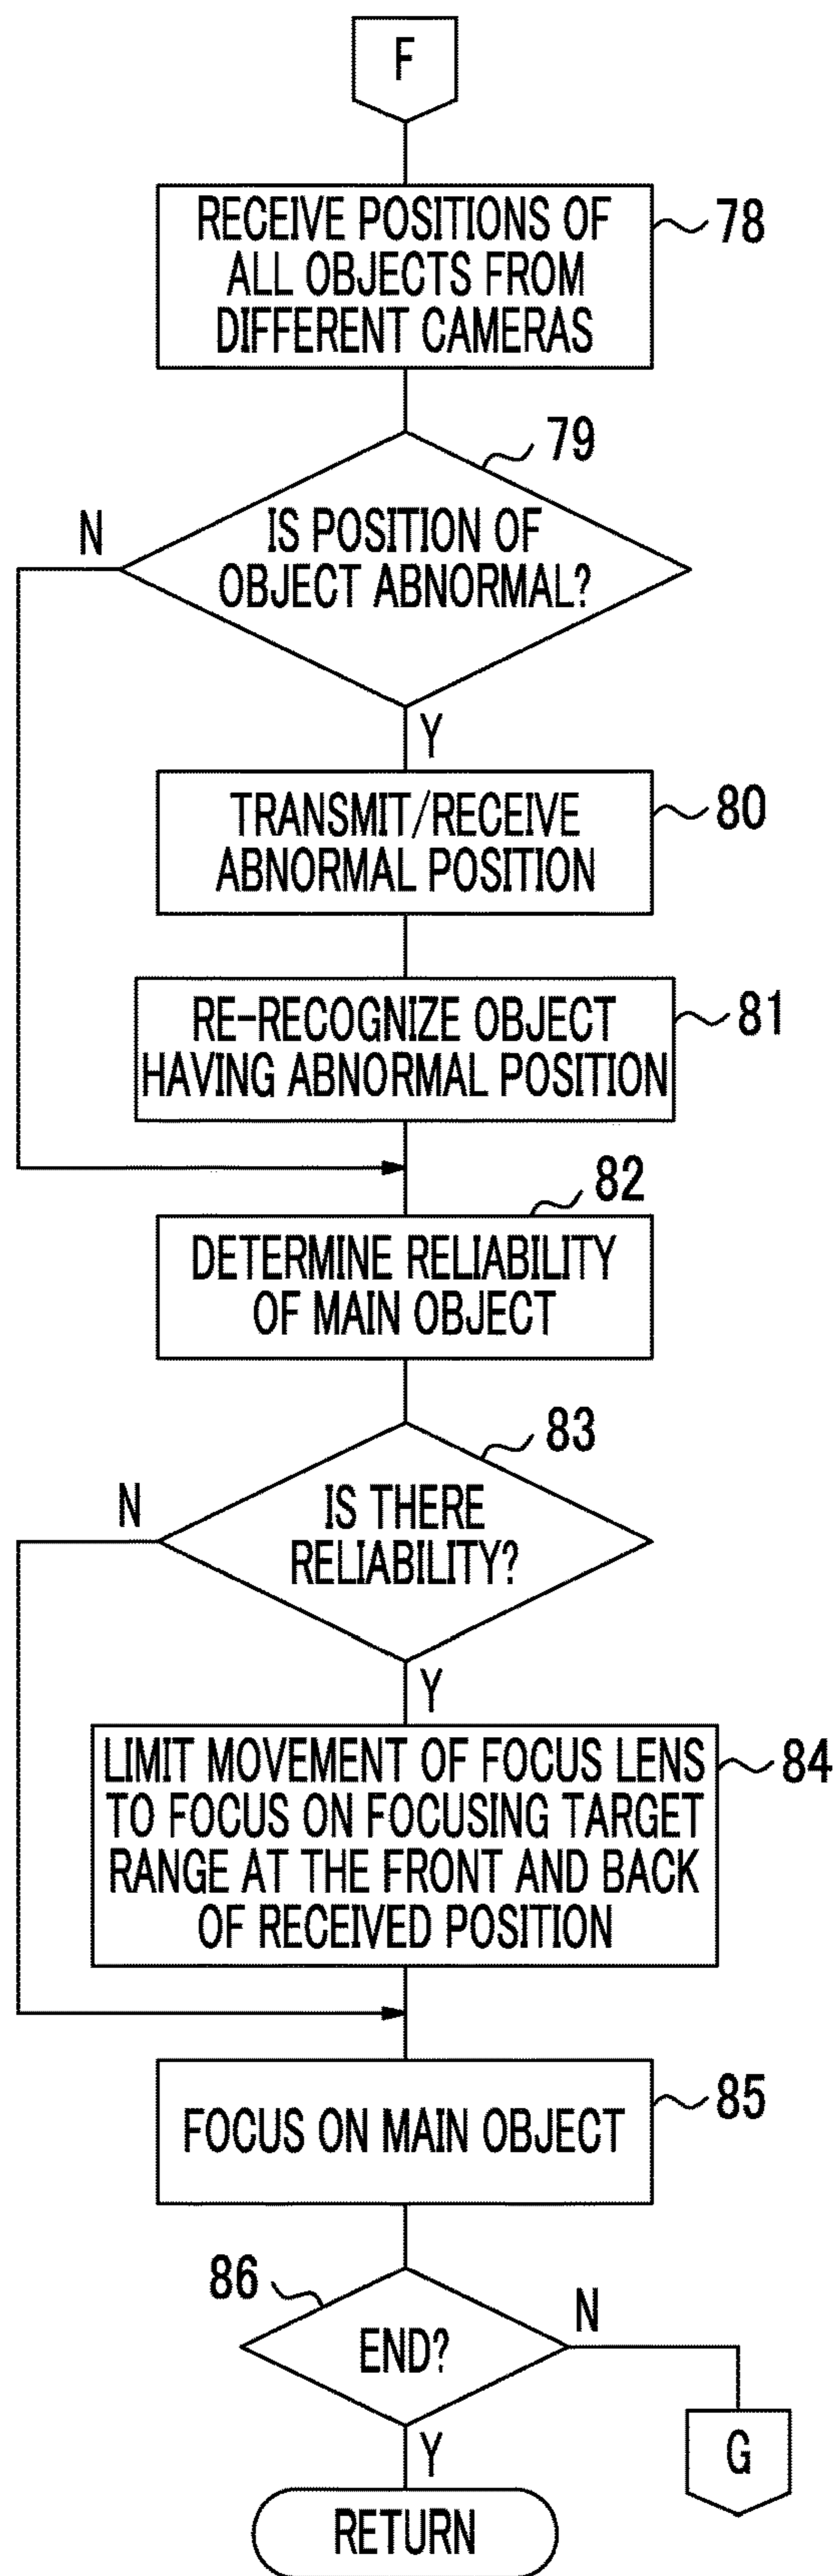 F
RECEIVE POSITIONS OF
ALL OBJECTS FROM
DIFFERENT CAMERAS
78
79
N
IS POSITION OF
OBJECT ABNORMAL?
Y
TRANSMIT/RECEIVE
ABNORMAL POSITION
80
RE-RECOGNIZE OBJECT
HAVING ABNORMAL POSITION
81
82
DETERMINE RELIABILITY
OF MAIN OBJECT
83
N
IS THERE
RELIABILITY?
Y
LIMIT MOVEMENT OF FOCUS LENS
TO FOCUS ON FOCUSING TARGET
RANGE AT THE FRONT AND BACK
OF RECEIVED POSITION
84
FOCUS ON MAIN OBJECT
85
86
END?
N
Y
G
RETURN